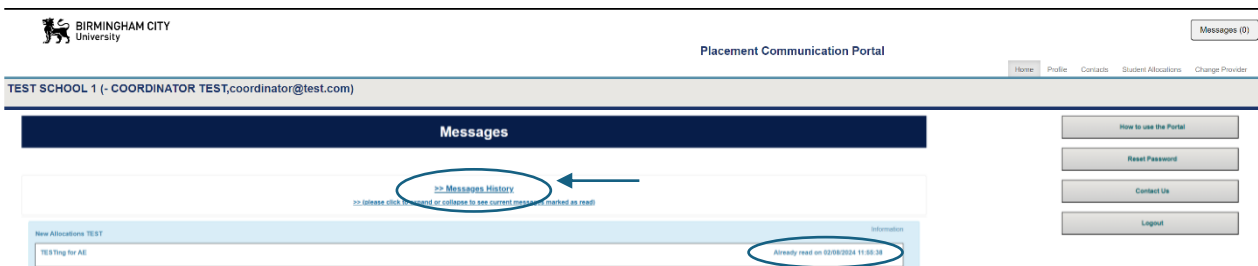 BIRMINGHAM CITY
University
Messages (0)
Placement Communication Portal
Home Profile Contacts Student Allocations Change Provider
TEST SCHOOL 1 (- COORDINATOR TEST,coordinator@test.com)
Messages
How to use the Portal
Reset Password
>> Messages History
Contact Us
>> (please click to expand or collapse to see current messages marked as read)
Logout
New Allocations TEST Information
TESTing for AE Already read on 02/08/2024 11:55:38